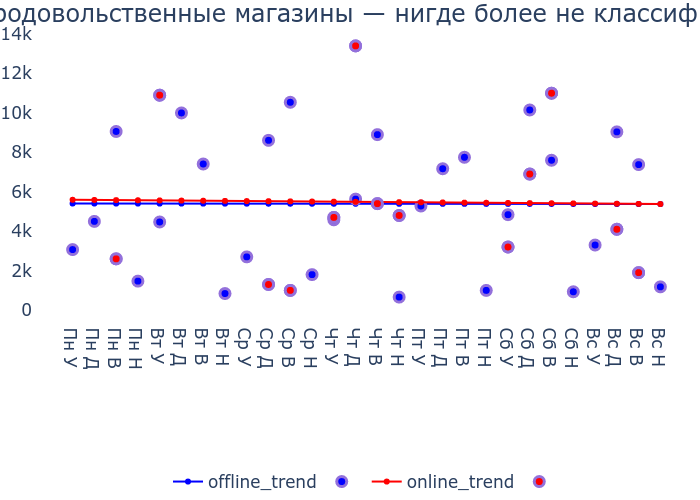 родовольственные магазины — нигде более не классиф
14k
12k
10k
8k
6k
4k
2k
0
Пн У
Пн Д
Пн В
Пн Н
Вт У
Вт Д
Вт В
Вт Н
Ср У
Ср Д
Ср В
Ср Н
Чт У
Чт Д
Чт В
Чт Н
Пт У
Пт Д
Пт В
Пт Н
Сб У
Сб Д
Сб В
Сб Н
Вс У
Вс Д
Вс В
Вс Н
offline_trend
online_trend